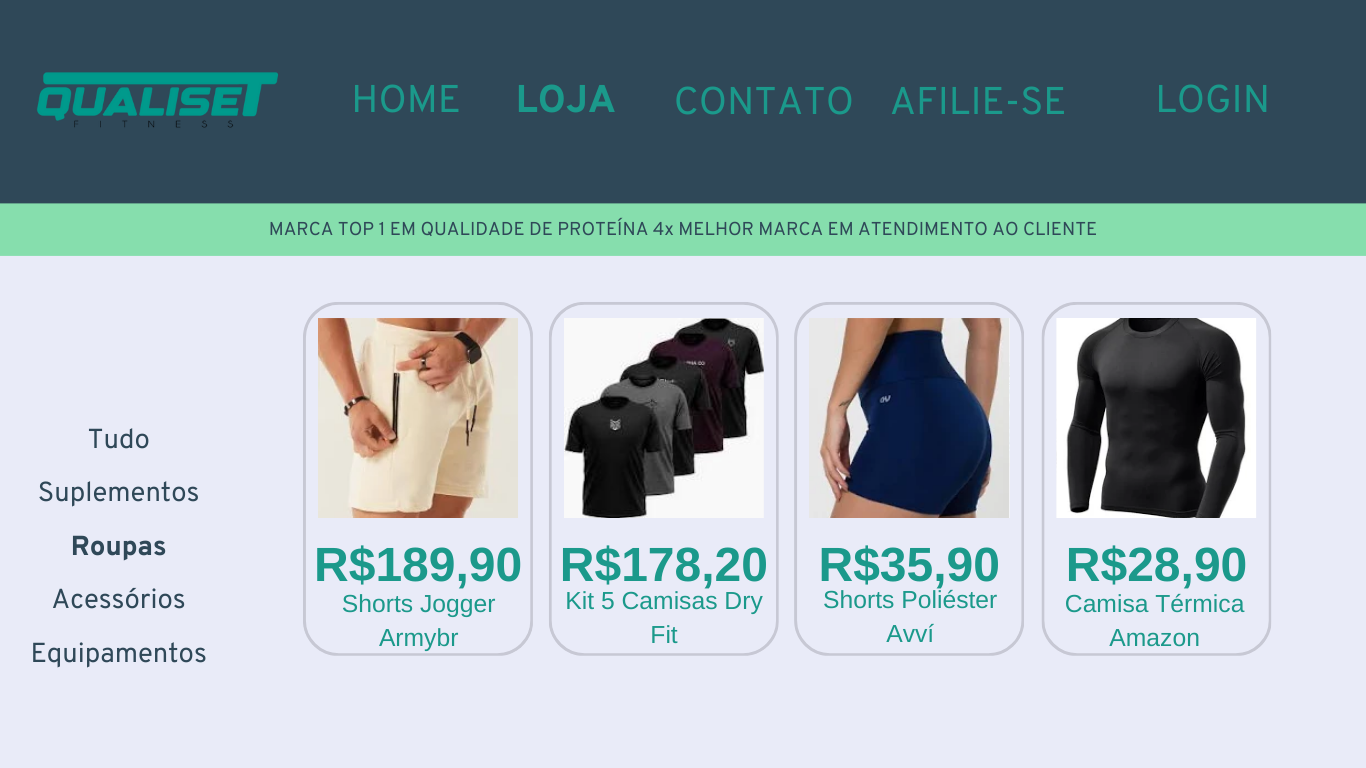 QUALISET
FITNESS
HOME
LOJA
CONTATO
AFILIE-SE
LOGIN
MARCA TOP 1 EM QUALIDADE DE PROTEÍNA 4x MELHOR MARCA EM ATENDIMENTO AO CLIENTE
Tudo
Suplementos
Roupas
Acessórios
Equipamentos
R$189,90
Shorts Jogger
Armybr
R$178,20
Kit 5 Camisas Dry
Fit
R$35,90
Shorts Poliéster
Avví
R$28,90
Camisa Térmica
Amazon